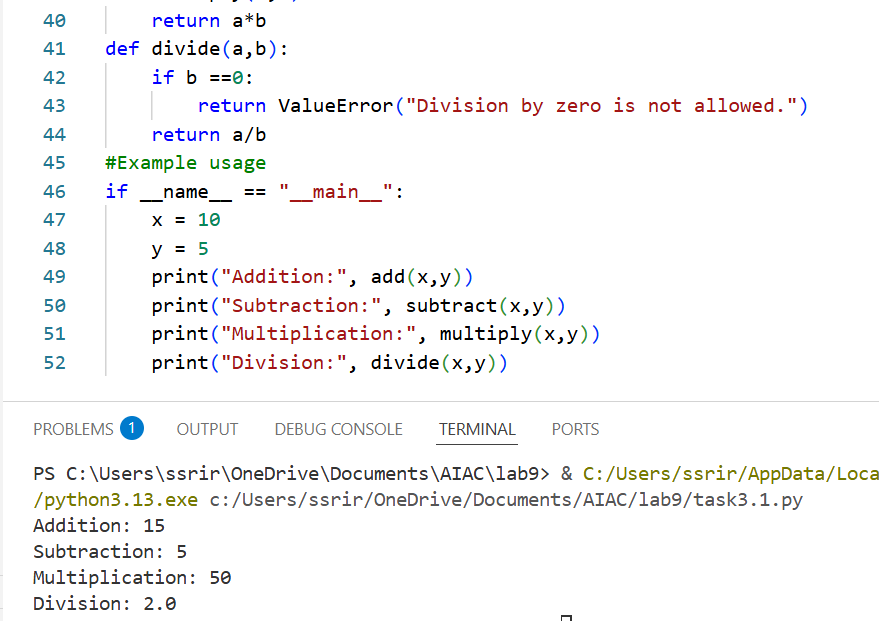 40 return a*b
41 def divide(a,b):
42 if b ==0:
43 return ValueError("Division by zero is not allowed.")
44 return a/b
45 #Example usage
46 if __name__ == "__main__":
47 x = 10
48 y = 5
49 print("Addition:", add(x,y))
50 print("Subtraction:", subtract(x,y))
51 print("Multiplication:", multiply(x,y))
52 print("Division:", divide(x,y))
PROBLEMS 1 OUTPUT DEBUG CONSOLE TERMINAL PORTS
PS C:\Users\ssrir\OneDrive\Documents\AIAC\lab9> & C:/Users/ssrir/AppData/Loca
/python3.13.exe c:/Users/ssrir/OneDrive/Documents/AIAC/lab9/task3.1.py
Addition: 15
Subtraction: 5
Multiplication: 50
Division: 2.0